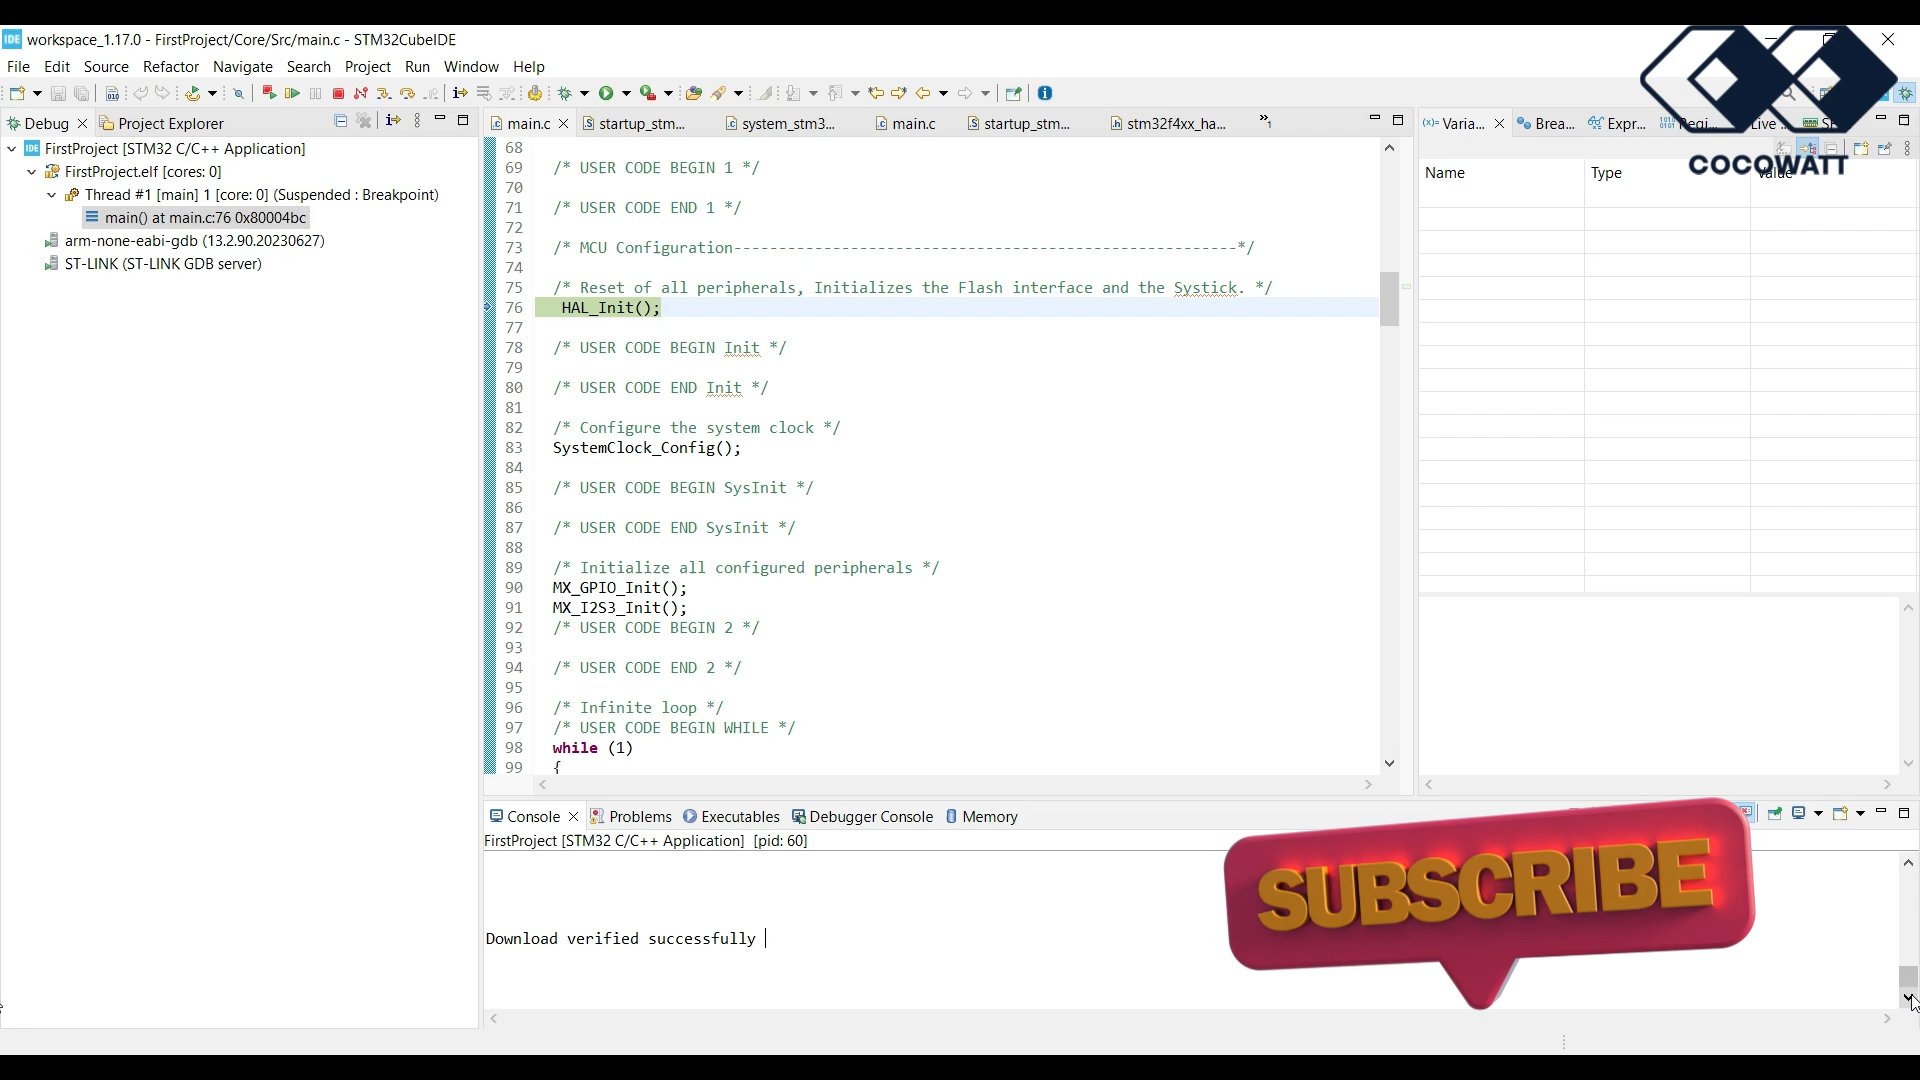 IDE workspace_1.17.0 - FirstProject/Core/Src/main.c - STM32CubeIDE
File Edit Source Refactor Navigate Search Project Run Window Help
COCOWATT
Debug Project Explorer
main.c startup_stm... system_stm3... main.c startup_stm... stm32f4xx_ha... »1
(x)= Varia... Brea... Expr... Regi... Live ...
IDE FirstProject [STM32 C/C++ Application]
FirstProject.elf [cores: 0]
Thread #1 [main] 1 [core: 0] (Suspended : Breakpoint)
main() at main.c:76 0x80004bc
arm-none-eabi-gdb (13.2.90.20230627)
ST-LINK (ST-LINK GDB server)
68
69 /* USER CODE BEGIN 1 */
70
71 /* USER CODE END 1 */
72
73 /* MCU Configuration--------------------------------------------------------*/
74
75 /* Reset of all peripherals, Initializes the Flash interface and the Systick. */
76 HAL_Init();
77
78 /* USER CODE BEGIN Init */
79
80 /* USER CODE END Init */
81
82 /* Configure the system clock */
83 SystemClock_Config();
84
85 /* USER CODE BEGIN SysInit */
86
87 /* USER CODE END SysInit */
88
89 /* Initialize all configured peripherals */
90 MX_GPIO_Init();
91 MX_I2S3_Init();
92 /* USER CODE BEGIN 2 */
93
94 /* USER CODE END 2 */
95
96 /* Infinite loop */
97 /* USER CODE BEGIN WHILE */
98 while (1)
99 {
Name Type Value
Console Problems Executables Debugger Console Memory
FirstProject [STM32 C/C++ Application] [pid: 60]
Download verified successfully
SUBSCRIBE